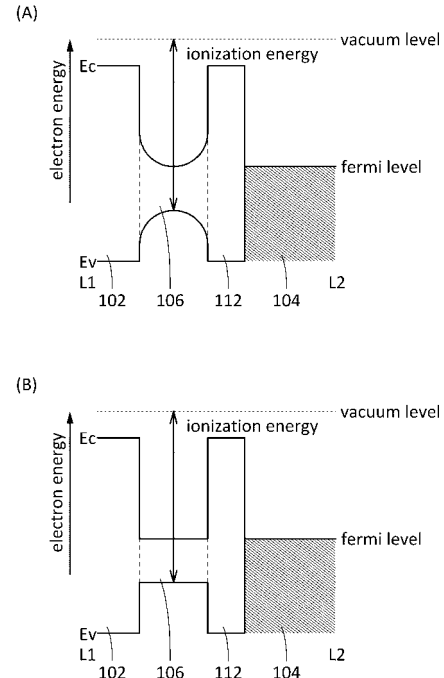 (A)
vacuum level
ionization energy
Ec
electron energy
fermi level
Ev
L1 102 106 112 104 L2
(B)
vacuum level
ionization energy
Ec
electron energy
fermi level
Ev
L1 102 106 112 104 L2